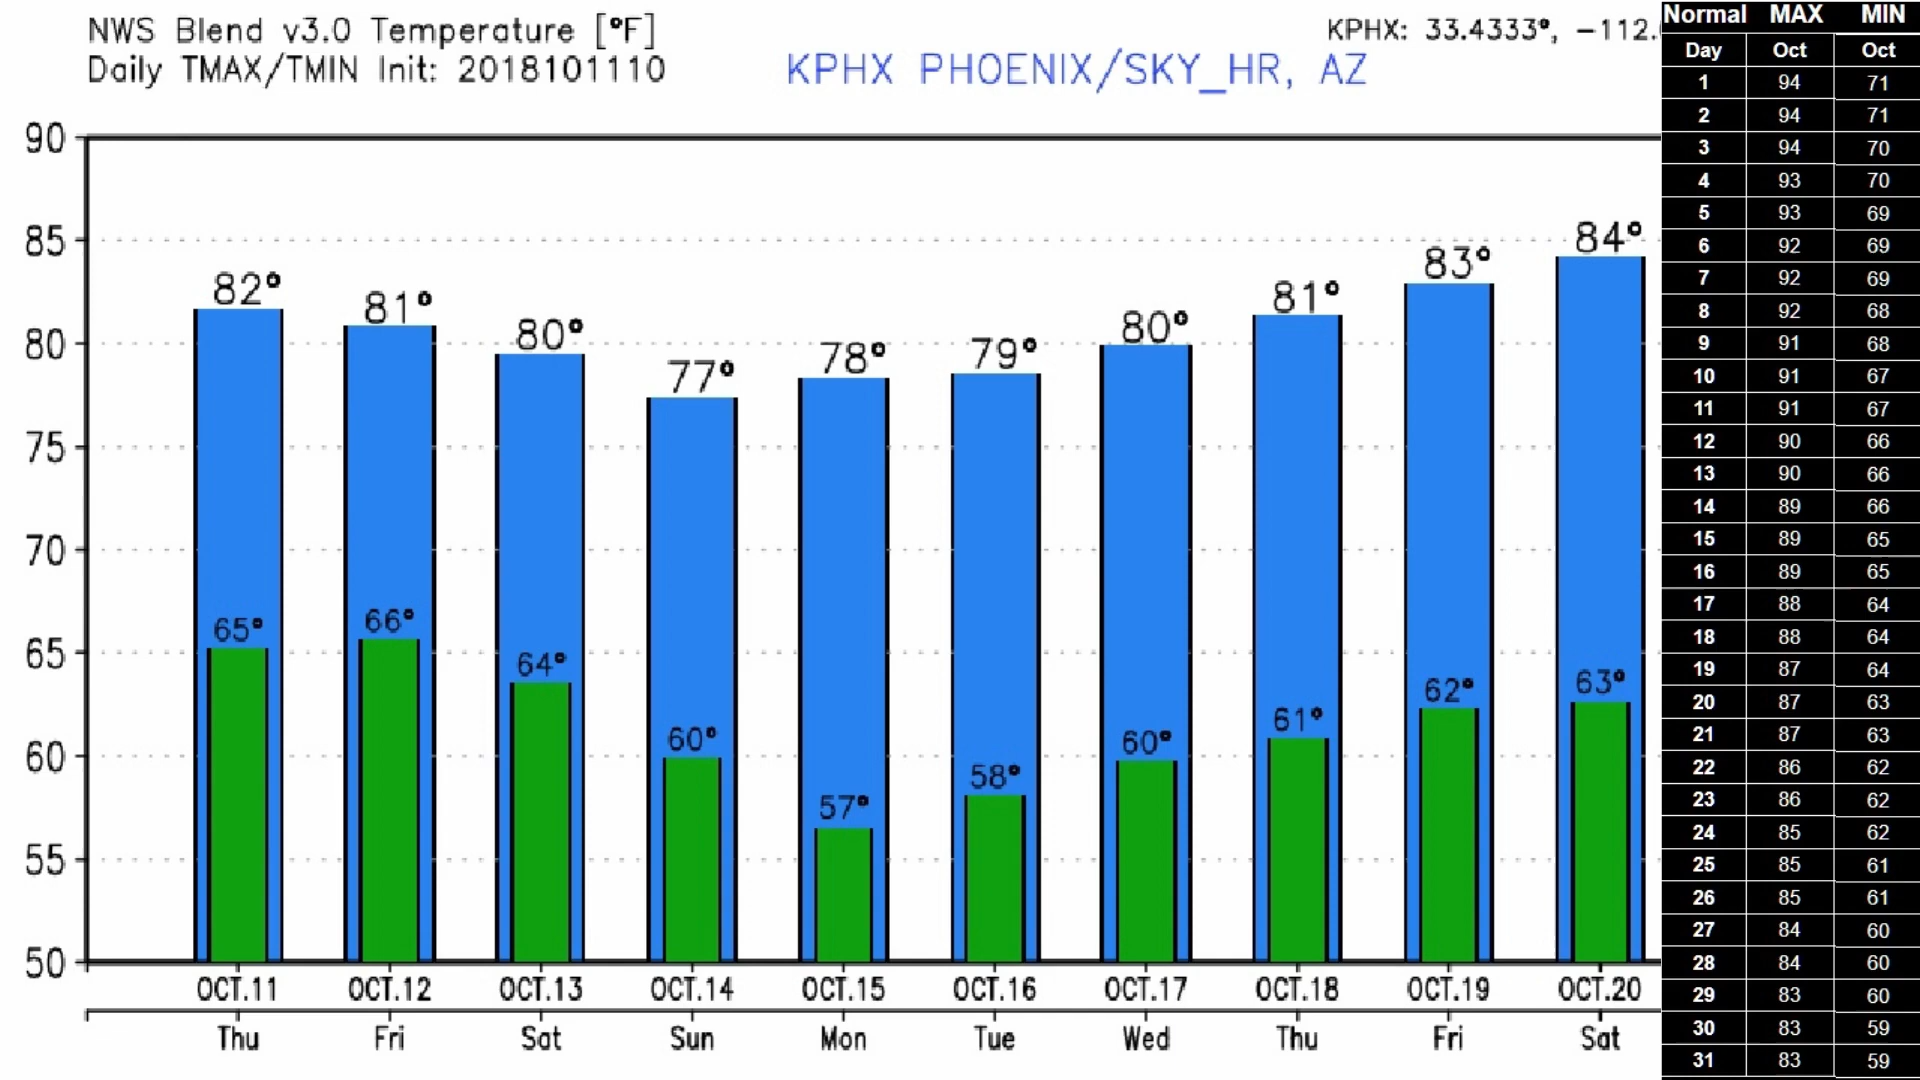 NWS Blend v3.0 Temperature [°F]
Daily TMAX/TMIN Init: 2018101110
KPHX PHOENIX/SKY_HR, AZ
KPHX: 33.4333°, -112.
90
85
80
75
70
65
60
55
50
82° 81° 80° 77° 78° 79° 80° 81° 83° 84°
65° 66° 64° 60° 57° 58° 60° 61° 62° 63°
OCT.11 OCT.12 OCT.13 OCT.14 OCT.15 OCT.16 OCT.17 OCT.18 OCT.19 OCT.20
Thu Fri Sat Sun Mon Tue Wed Thu Fri Sat
Normal MAX MIN
Day Oct Oct
1 94 71
2 94 71
3 94 70
4 93 70
5 93 69
6 92 69
7 92 69
8 92 68
9 91 68
10 91 67
11 91 67
12 90 66
13 90 66
14 89 66
15 89 65
16 89 65
17 88 64
18 88 64
19 87 64
20 87 63
21 87 63
22 86 62
23 86 62
24 85 62
25 85 61
26 85 61
27 84 60
28 84 60
29 83 60
30 83 59
31 83 59